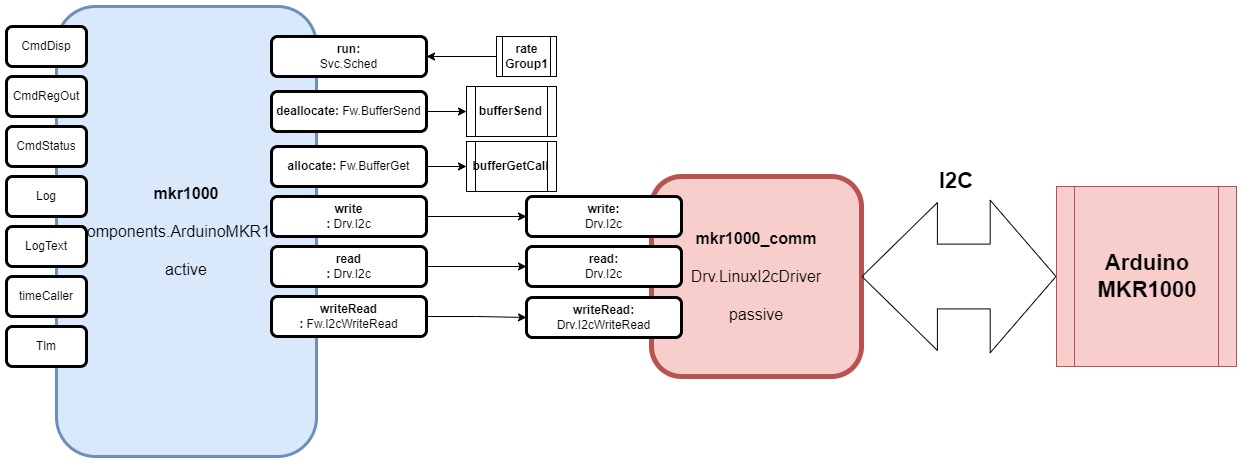 CmdDisp
CmdRegOut
CmdStatus
Log
LogText
timeCaller
Tlm
mkr1000
omponents.ArduinoMKR1
active
run:
Svc.Sched
rate
Group1
deallocate: Fw.BufferSend
bufferSend
allocate: Fw.BufferGet
bufferGetCall
write
: Drv.I2c
read
: Drv.I2c
writeRead
: Fw.I2cWriteRead
write:
Drv.I2c
read:
Drv.I2c
writeRead:
Drv.I2cWriteRead
mkr1000_comm
Drv.LinuxI2cDriver
passive
I2C
Arduino
MKR1000